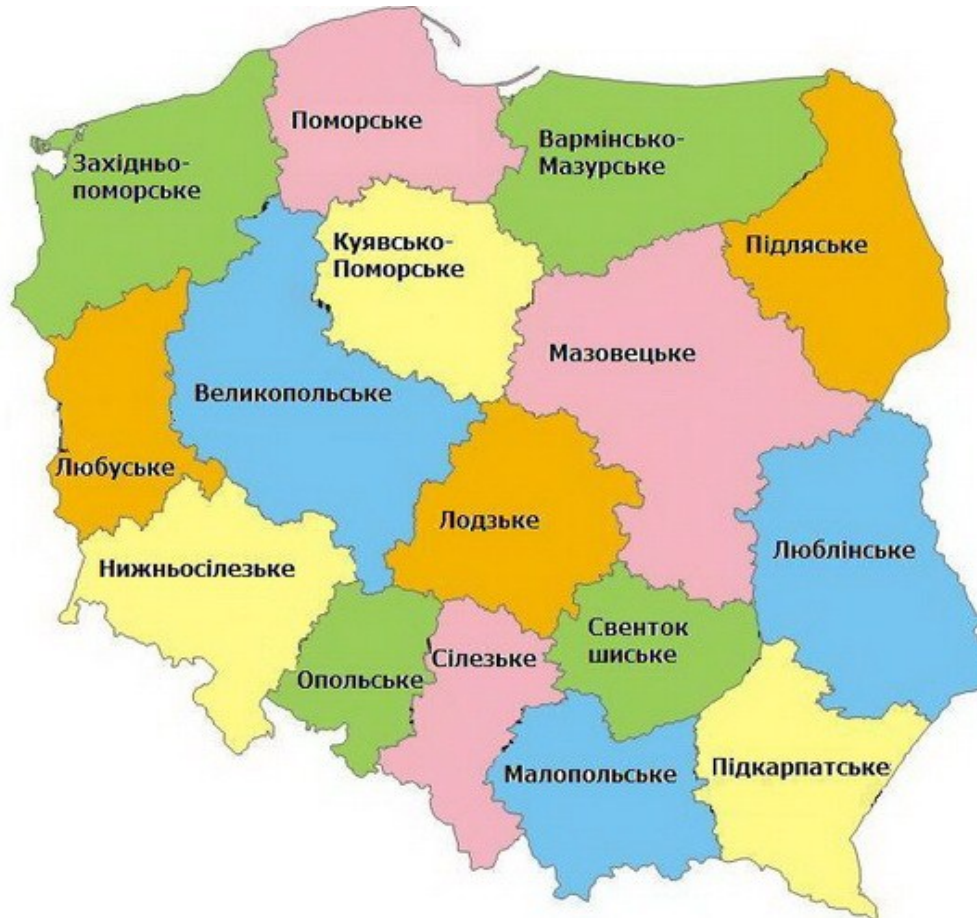 Поморське
Західньо-
поморське
Вармінсько-
Мазурське
Куявсько-
Поморське
Підляське
Мазовецьке
Великопольське
Любуське
Лодзьке
Люблінське
Нижньосілезьке
Свенток
шиське
Сілезьке
Опольське
Малопольське
Підкарпатське